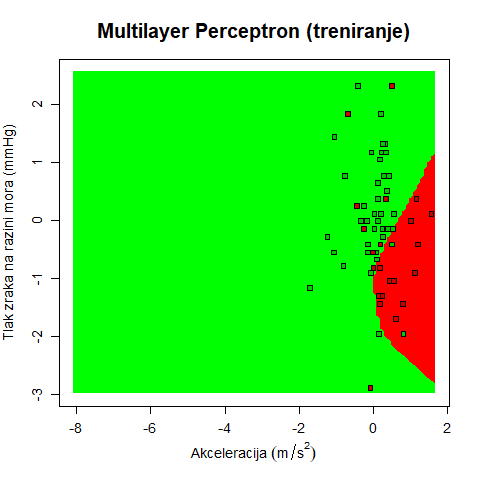 Multilayer Perceptron (treniranje)
Tlak zraka na razini mora (mmHg)
2
1
0
-1
-2
-3
-8 -6 -4 -2 0 2
Akceleracija (m/s²)